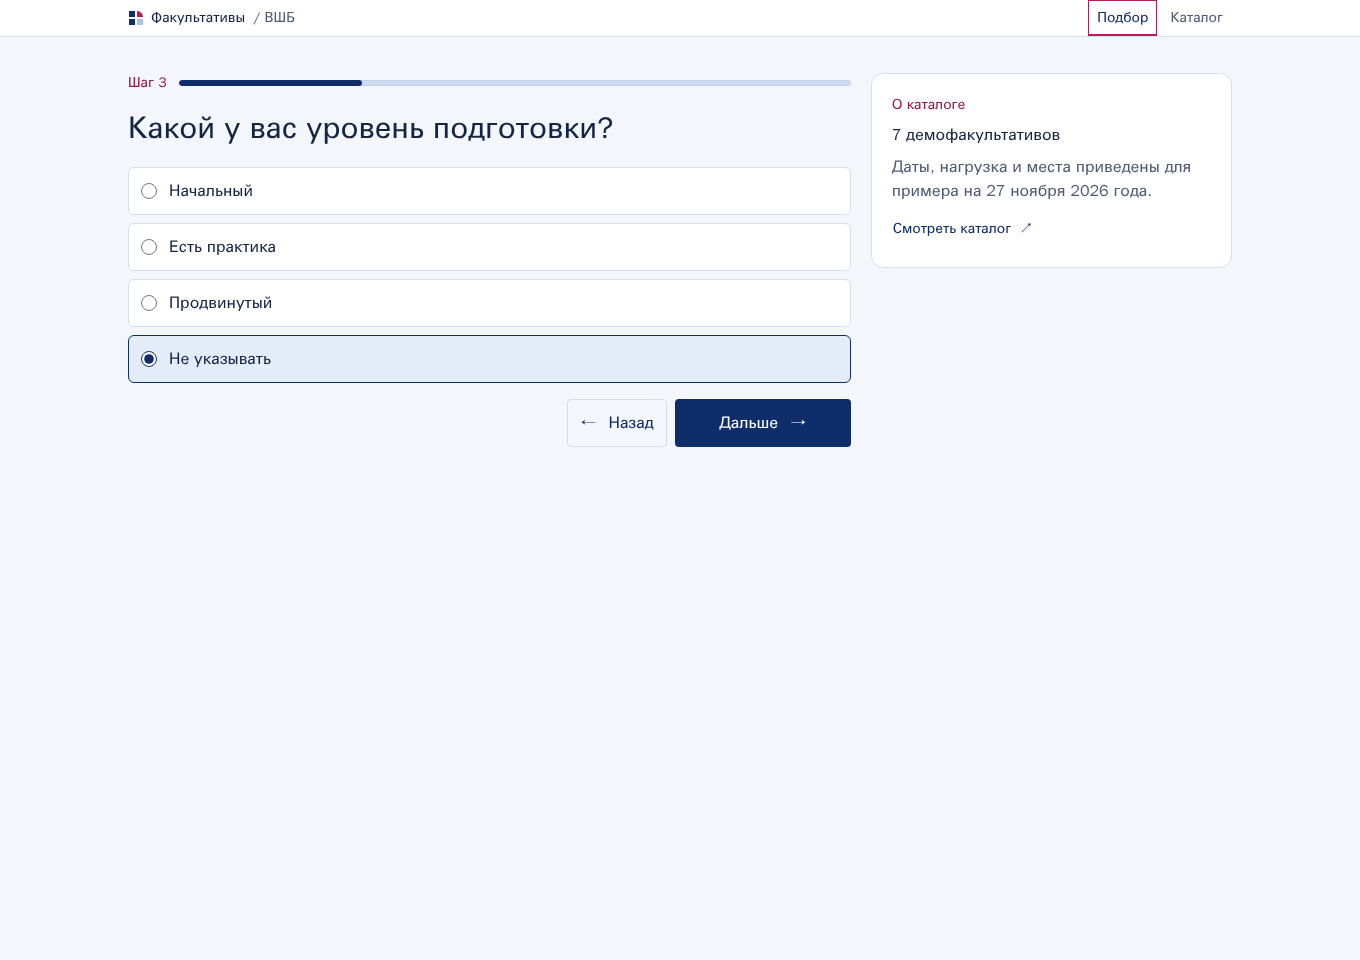 Факультативы / ВШБ
Подбор
Каталог
Шаг 3
Какой у вас уровень подготовки?
Начальный
Есть практика
Продвинутый
Не указывать
← Назад
Дальше →
О каталоге
7 демофакультативов
Даты, нагрузка и места приведены для
примера на 27 ноября 2026 года.
Смотреть каталог ↗